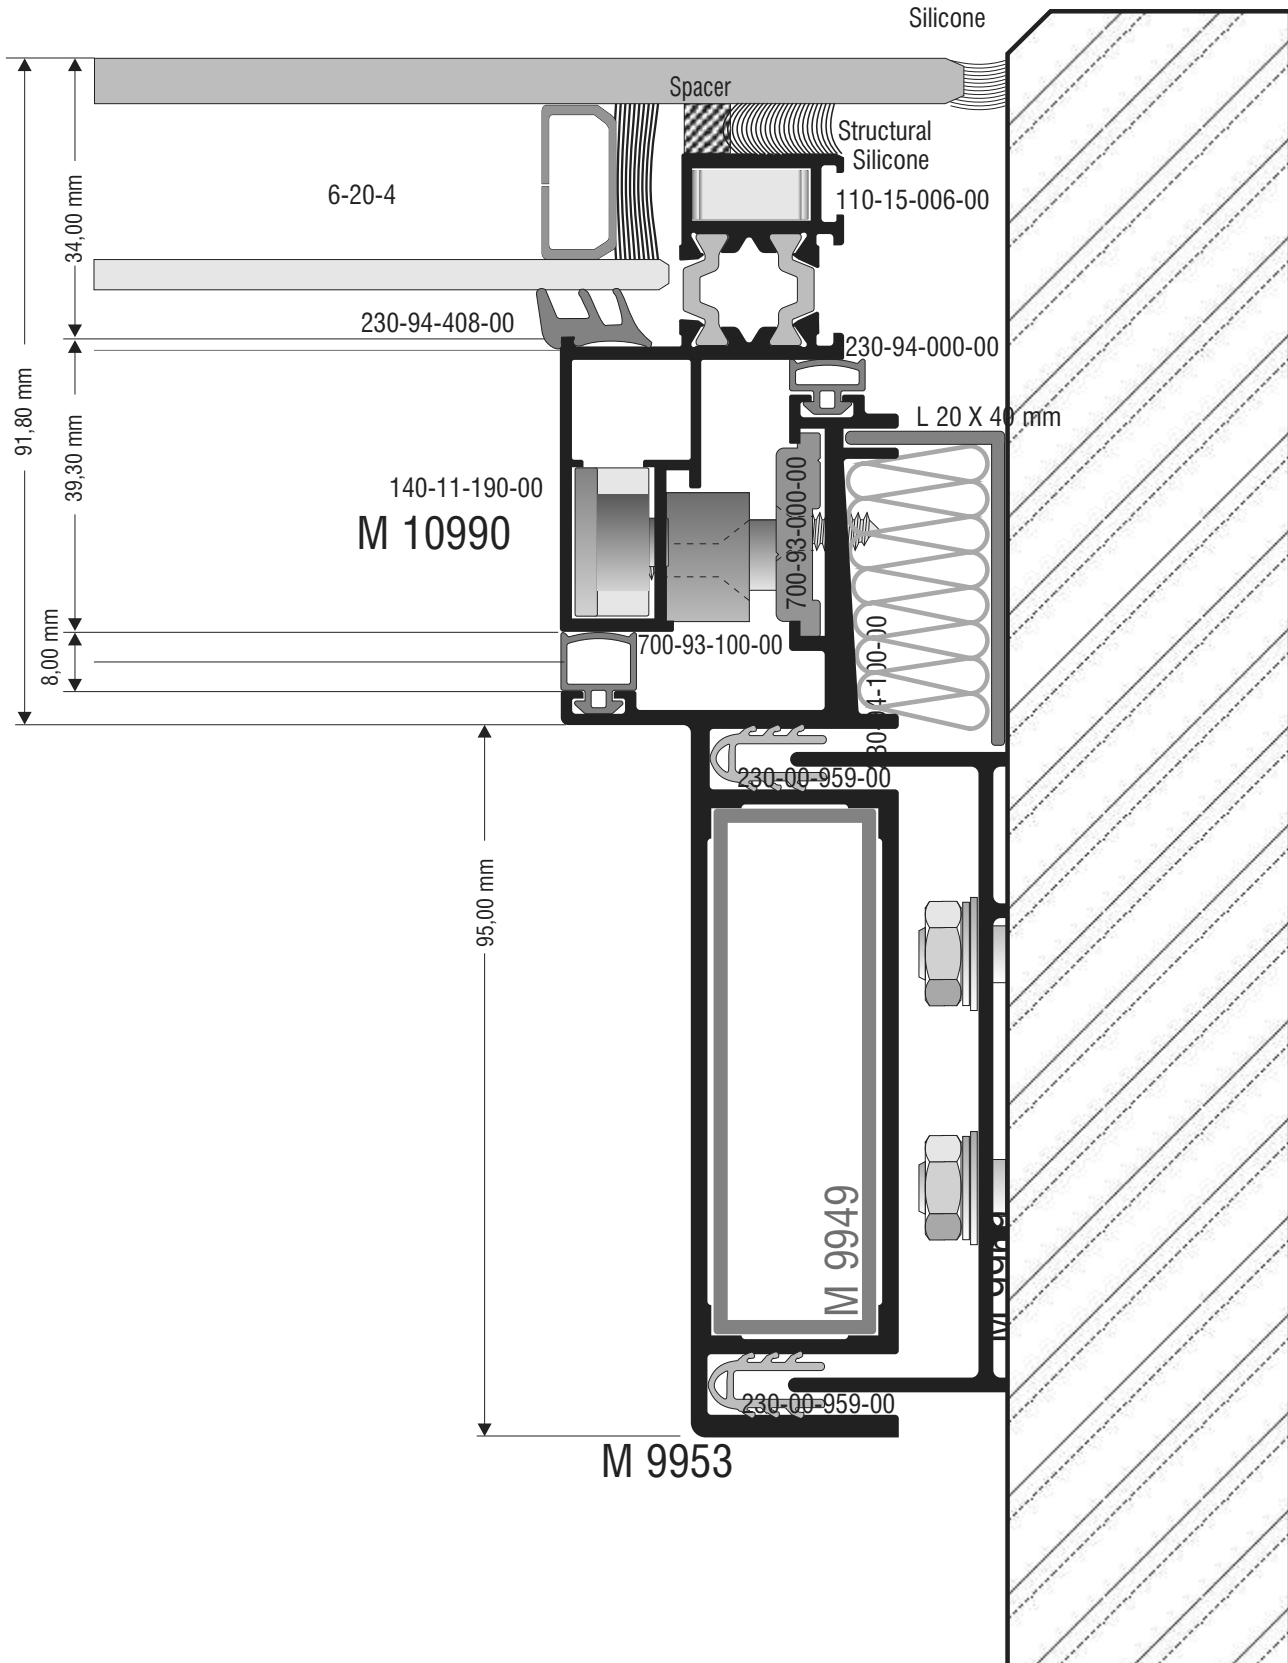 Silicone
Spacer
Structural
Silicone
110-15-006-00
6-20-4
34,00 mm
230-94-408-00
230-94-000-00
91,80 mm
39,30 mm
L 20 X 40 mm
140-11-190-00
M 10990
700-93-000-00
8,00 mm
700-93-100-00
230-00-959-00
95,00 mm
M 9949
230-00-959-00
M 9953